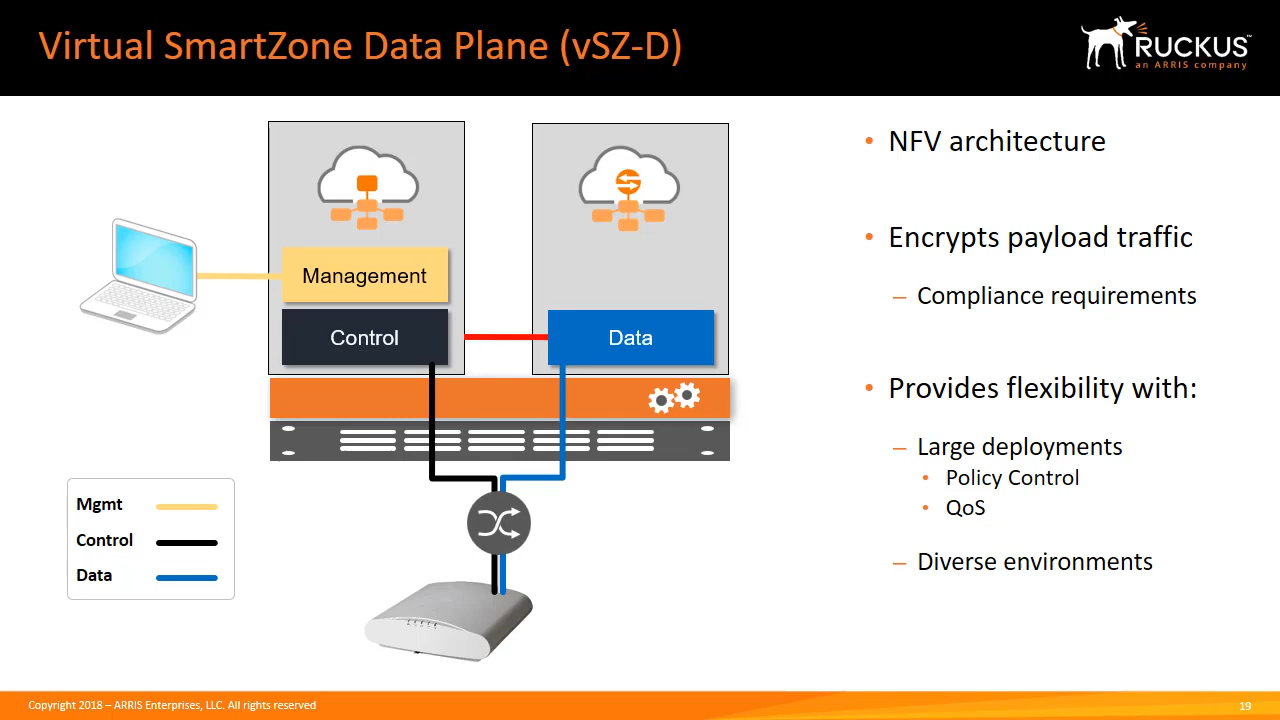 Virtual SmartZone Data Plane (vSZ-D)
RUCKUS™
an ARRIS company
Management
Control
Data
Mgmt
Control
Data
• NFV architecture
• Encrypts payload traffic
– Compliance requirements
• Provides flexibility with:
– Large deployments
• Policy Control
• QoS
– Diverse environments
Copyright 2018 – ARRIS Enterprises, LLC. All rights reserved
19